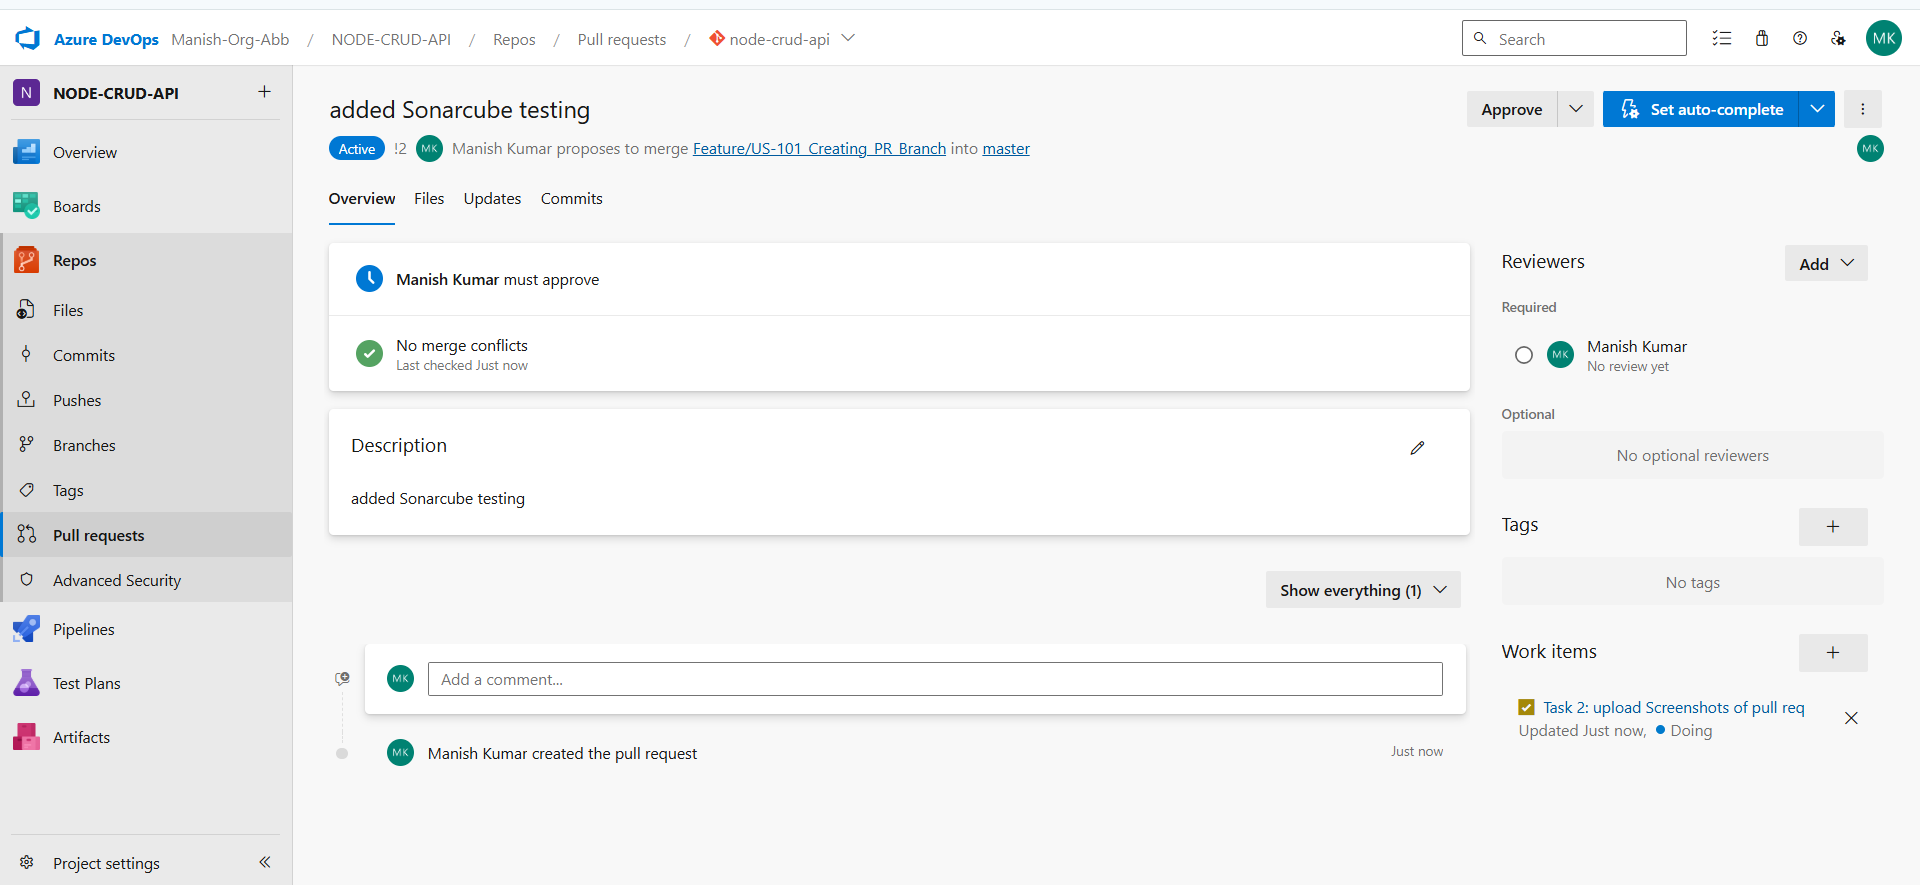 Azure DevOps Manish-Org-Abb / NODE-CRUD-API / Repos / Pull requests / node-crud-api
Search
MK
N NODE-CRUD-API
Overview
Boards
Repos
Files
Commits
Pushes
Branches
Tags
Pull requests
Advanced Security
Pipelines
Test Plans
Artifacts
Project settings
added Sonarcube testing
Approve
Set auto-complete
Active !2 MK Manish Kumar proposes to merge Feature/US-101_Creating_PR_Branch into master
MK
Overview Files Updates Commits
Manish Kumar must approve
No merge conflicts
Last checked Just now
Description
added Sonarcube testing
Show everything (1)
MK Add a comment...
MK Manish Kumar created the pull request Just now
Reviewers
Add
Required
MK Manish Kumar
No review yet
Optional
No optional reviewers
Tags
No tags
Work items
Task 2: upload Screenshots of pull req
Updated Just now, Doing